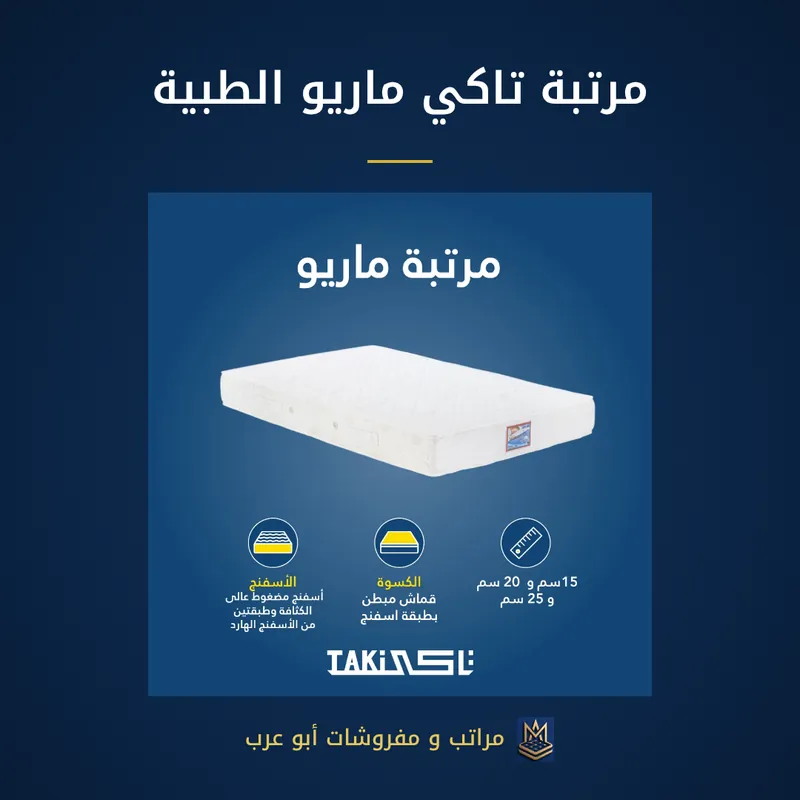 مرتبة تاكي ماريو الطبية
مرتبة ماريو
15سم و 20 سم
و 25 سم
الكسوة
قماش مبطن
بطبقة اسفنج
الأسفنج
أسفنج مضغوط عالى
الكثافة وطبقتين
من الأسفنج الهارد
TAKI تاكى
مراتب و مفروشات أبو عرب